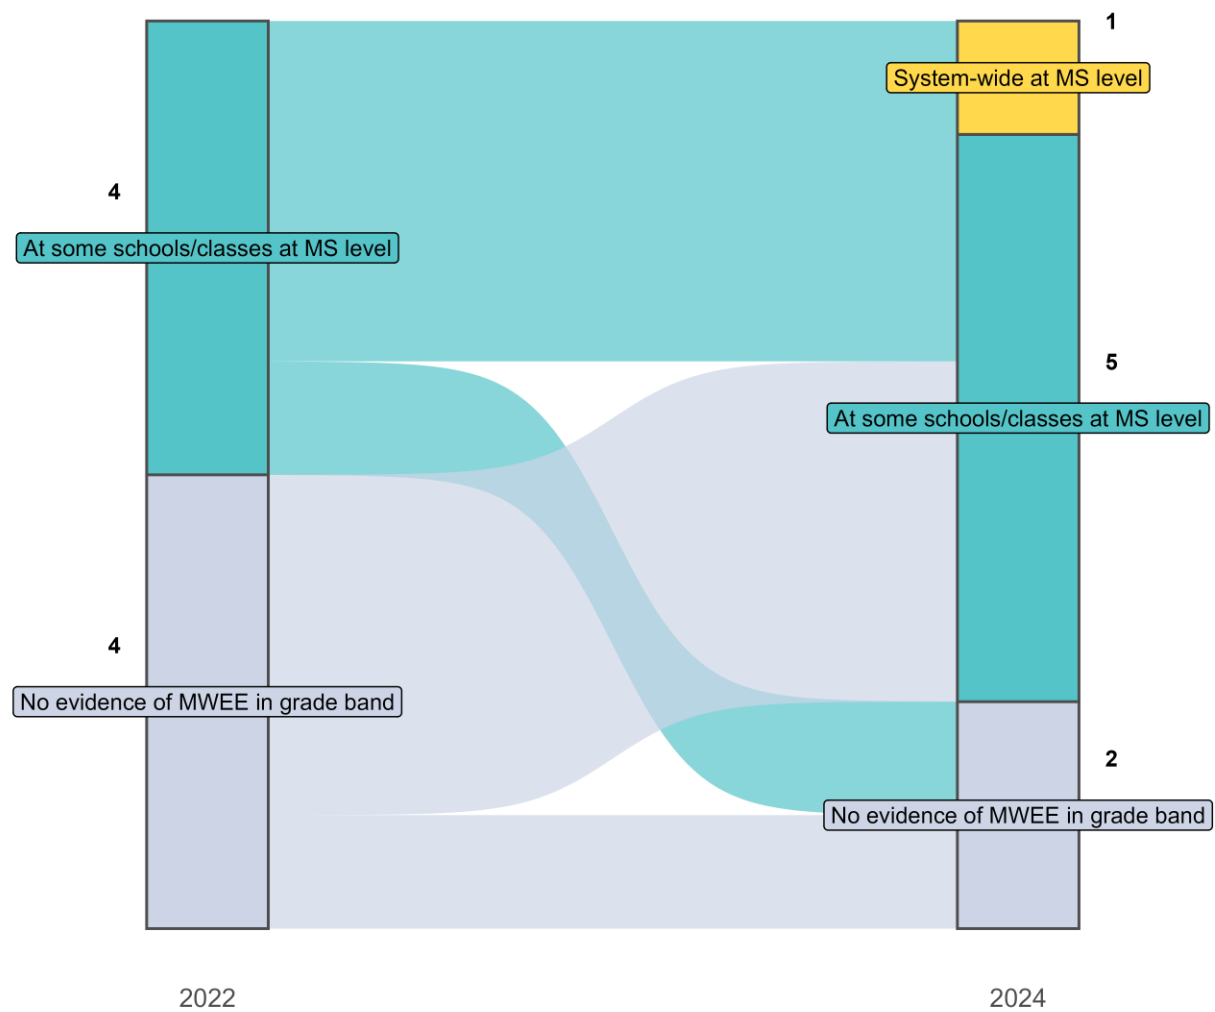 1
System-wide at MS level
4
At some schools/classes at MS level
5
At some schools/classes at MS level
4
No evidence of MWEE in grade band
2
No evidence of MWEE in grade band
2022
2024